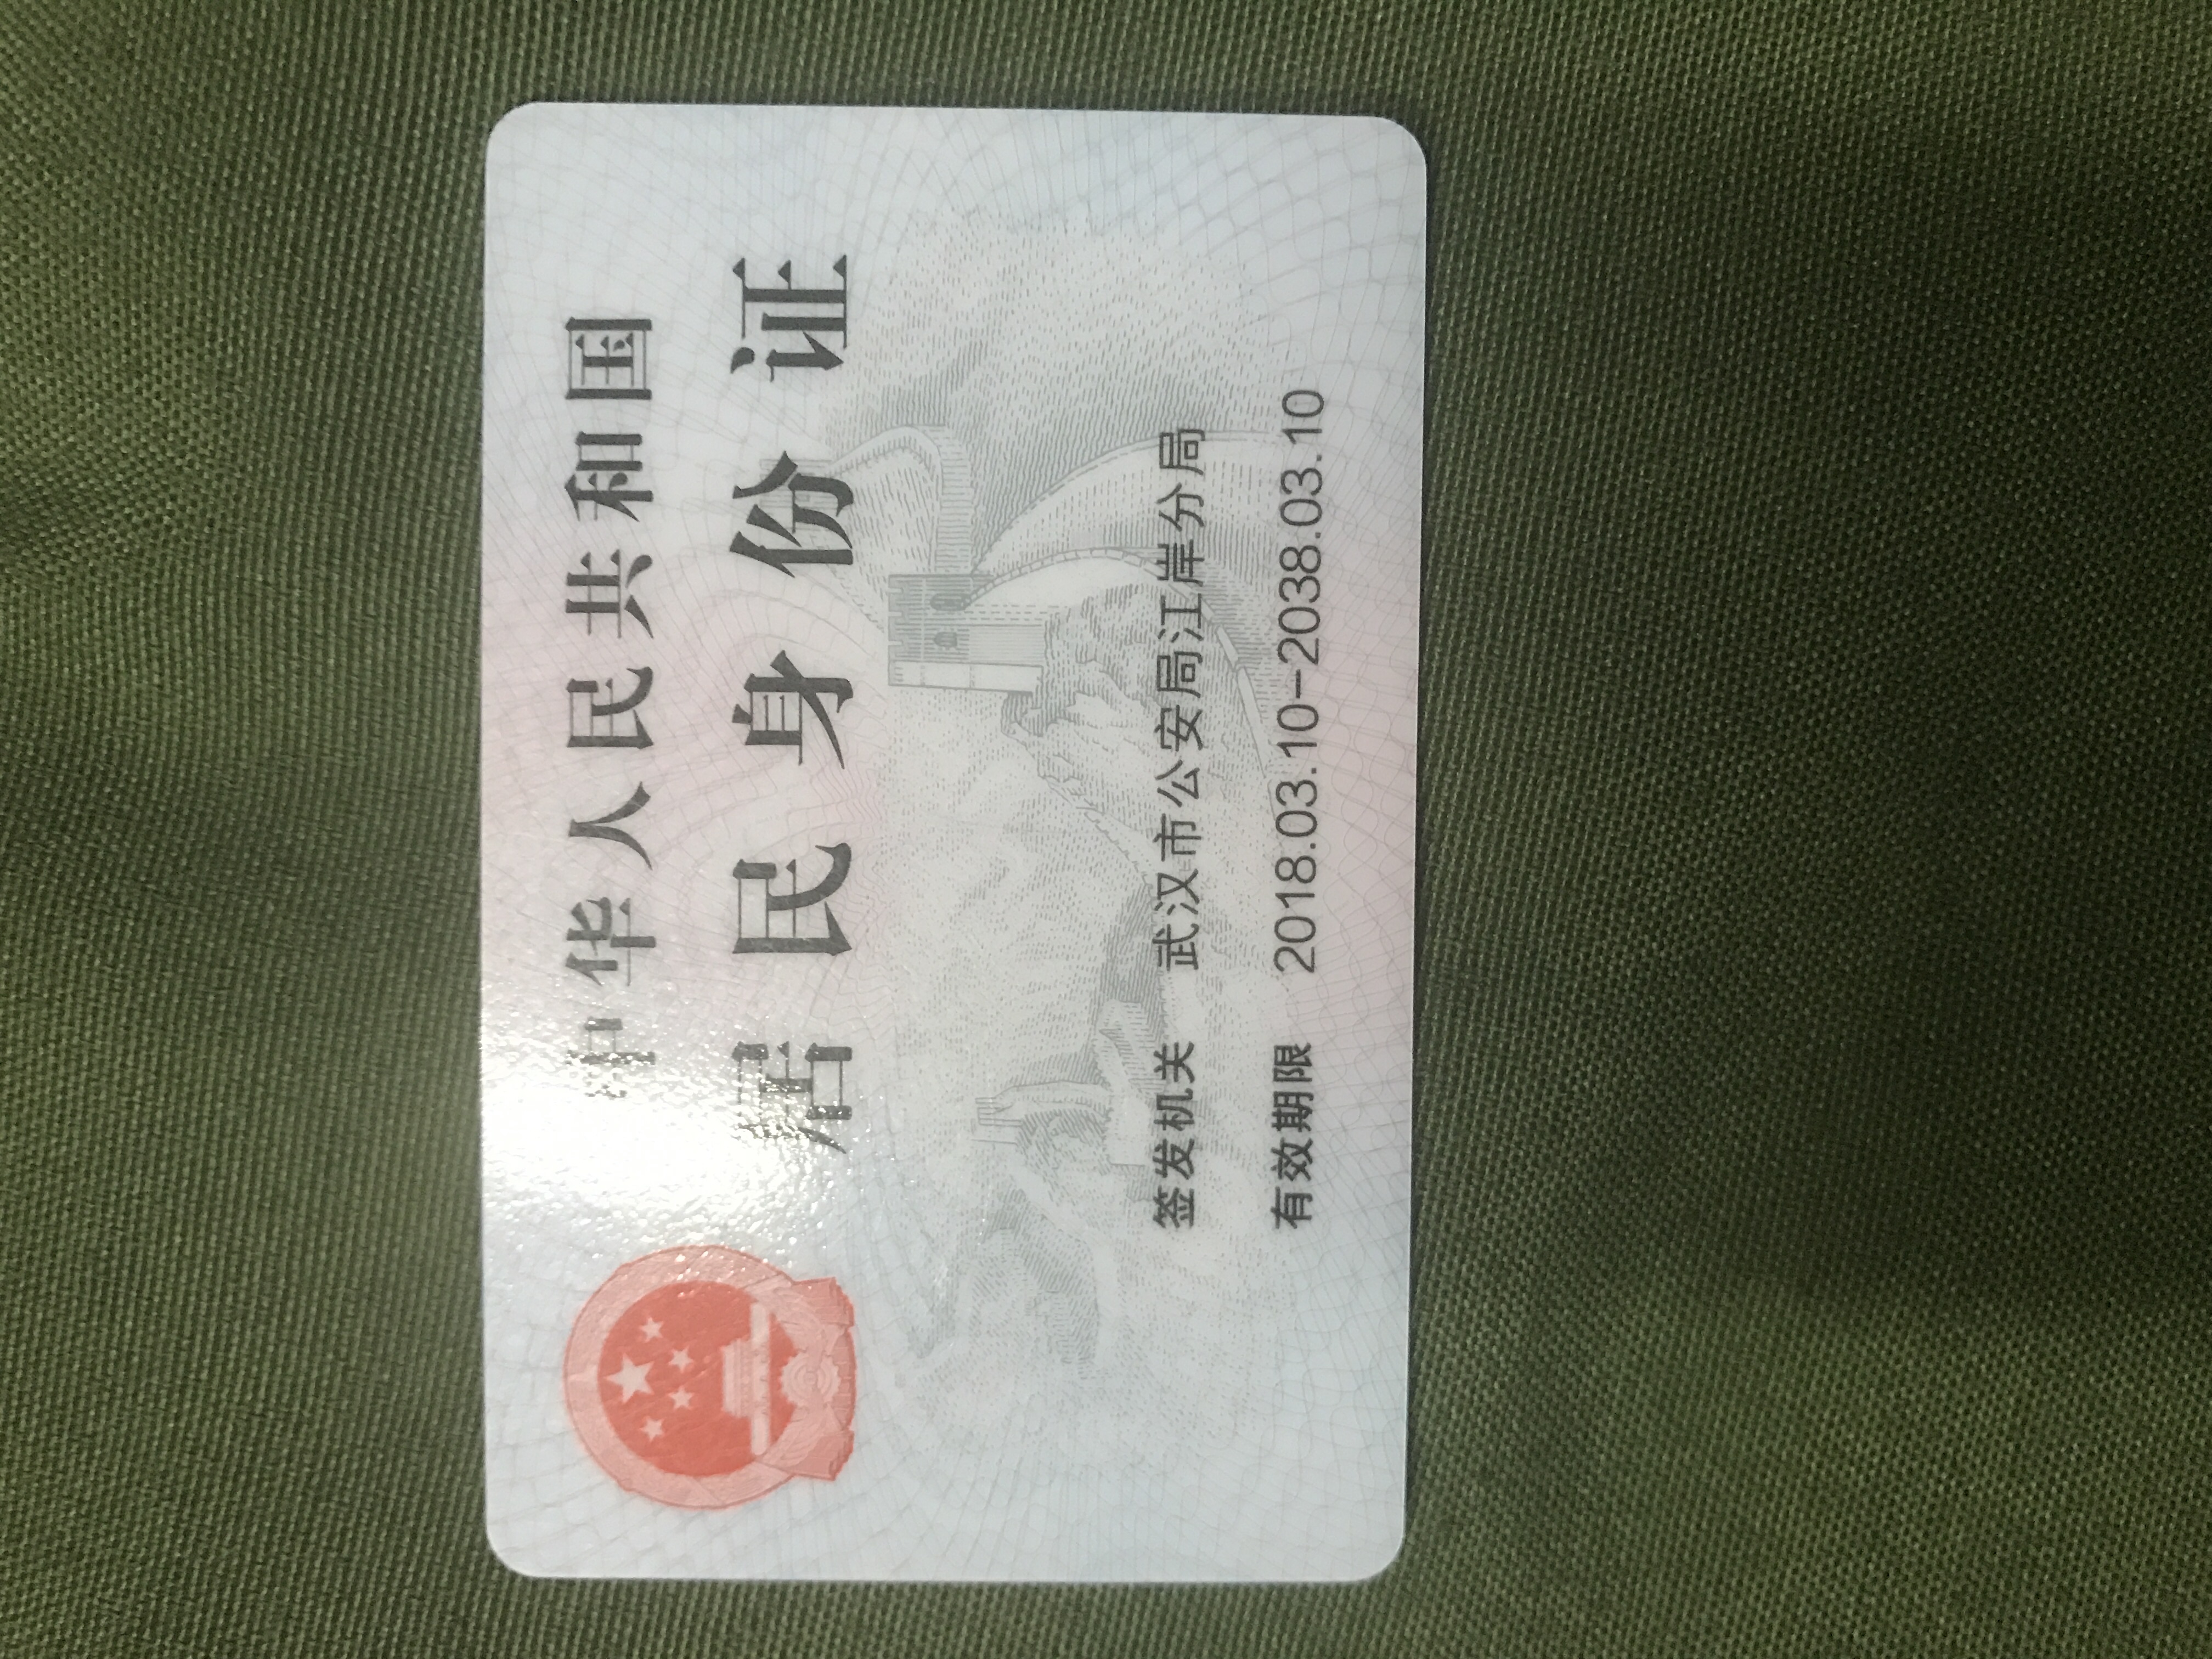 中华人民共和国
居民身份证
签发机关 武汉市公安局江岸分局
有效期限 2018.03.10-2038.03.10